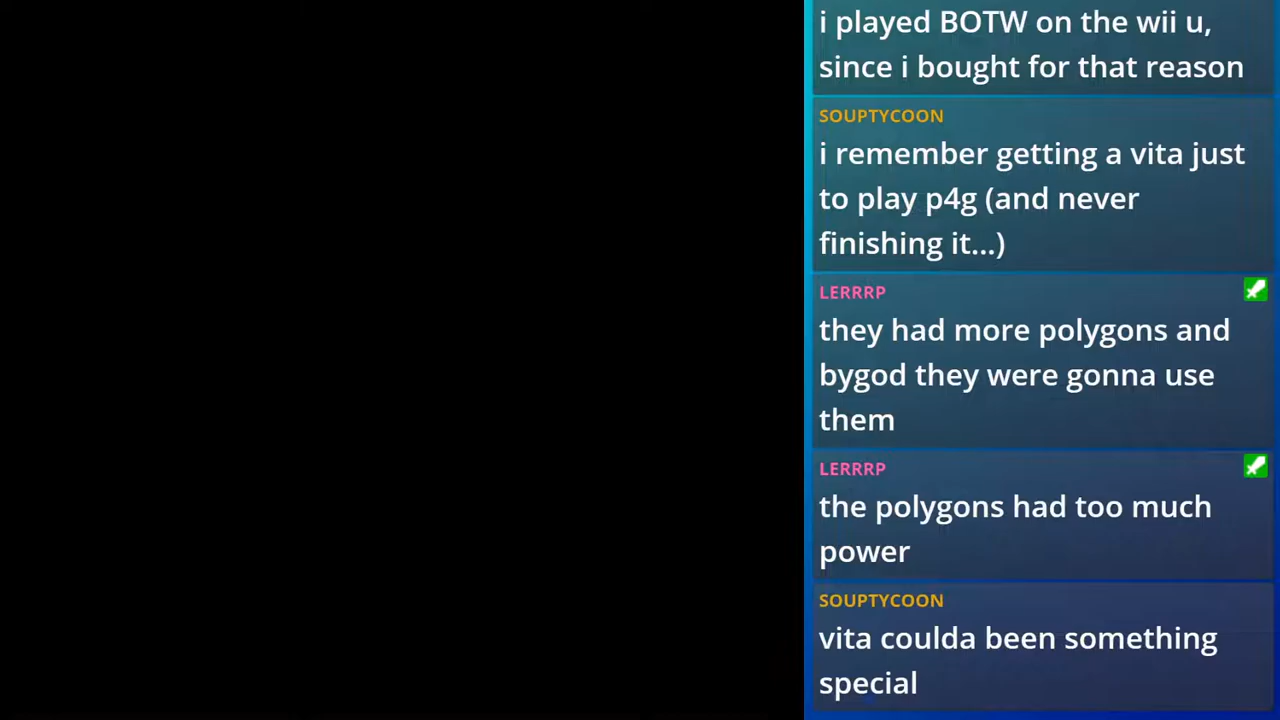 i played BOTW on the wii u,
since i bought for that reason
SOUPTYCOON
i remember getting a vita just
to play p4g (and never
finishing it...)
LERRRP
they had more polygons and
bygod they were gonna use
them
LERRRP
the polygons had too much
power
SOUPTYCOON
vita coulda been something
special